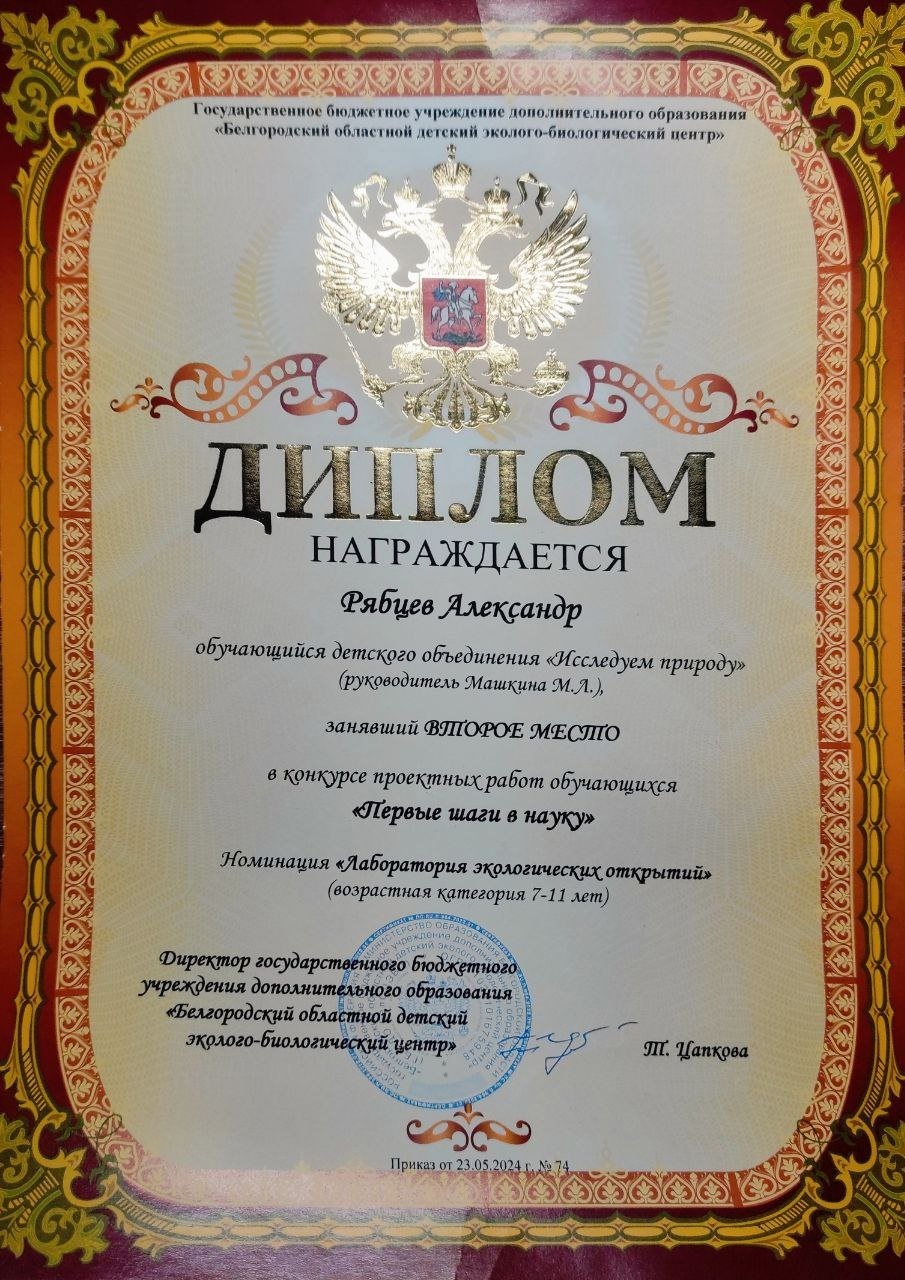 Государственное бюджетное учреждение дополнительного образования
«Белгородский областной детский эколого-биологический центр»
ДИПЛОМ
НАГРАЖДАЕТСЯ
Рябцев Александр
обучающийся детского объединения «Исследуем природу»
(руководитель Машкина М.Л.),
занявший ВТОРОЕ МЕСТО
в конкурсе проектных работ обучающихся
«Первые шаги в науку»
Номинация «Лаборатория экологических открытий»
(возрастная категория 7-11 лет)
Директор государственного бюджетного
учреждения дополнительного образования
«Белгородский областной детский
эколого-биологический центр»
Т. Цапкова
Приказ от 23.05.2024 г. № 74